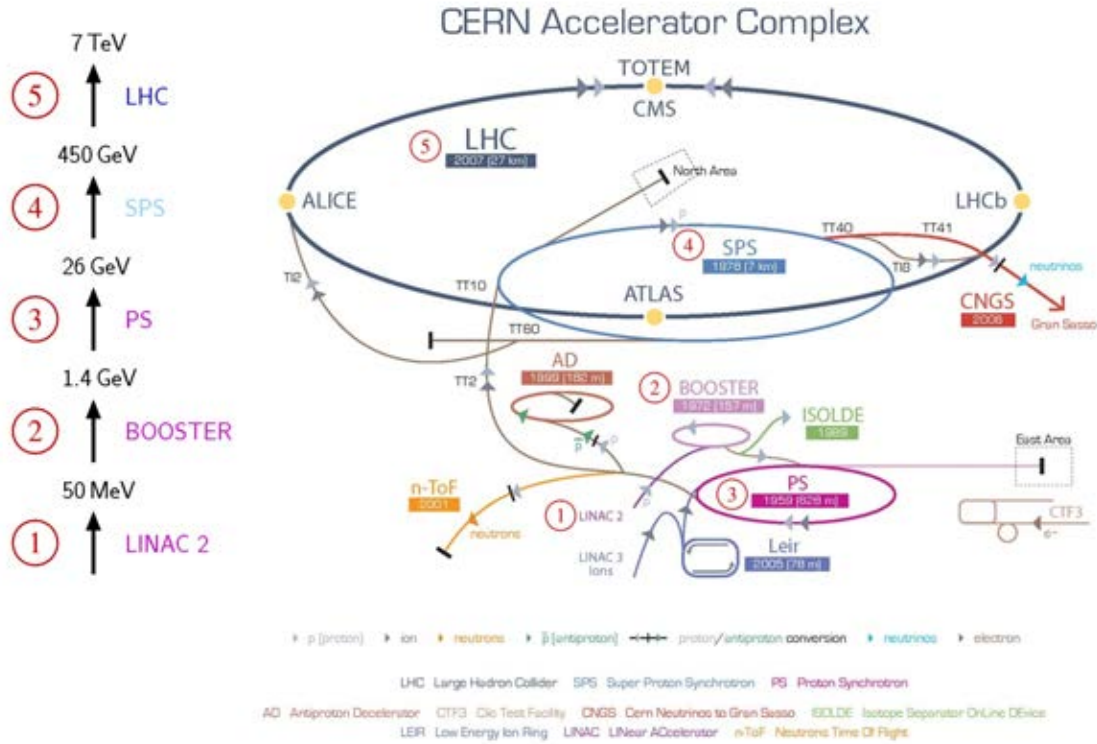 CERN Accelerator Complex
7 TeV
5 LHC
450 GeV
4 SPS
26 GeV
3 PS
1.4 GeV
2 BOOSTER
50 MeV
1 LINAC 2
TOTEM
CMS
5 LHC
2007 (27 km)
North Area
ALICE
LHCb
TT40
TT41
p
4 SPS
1976 (7 km)
TI8
TI2
TT10
ATLAS
neutrinos
CNGS
2006
Gran Sasso
TT60
AD
1999 (182 m)
TT2
2 BOOSTER
1972 (157 m)
ISOLDE
1989
p̅
p
East Area
n-ToF
2001
3 PS
1959 (628 m)
p
1 LINAC 2
neutrons
CTF3
e-
LINAC 3
Ions
Leir
2005 (78 m)
p (proton) ion neutrons p̅ (antiproton) proton/antiproton conversion neutrinos electron
LHC Large Hadron Collider SPS Super Proton Synchrotron PS Proton Synchrotron
AD Antiproton Decelerator CTF3 Clic Test Facility CNGS Cern Neutrinos to Gran Sasso ISOLDE Isotope Separator OnLine DEvice
LEIR Low Energy Ion Ring LINAC LINear ACcelerator n-ToF Neutrons Time Of Flight